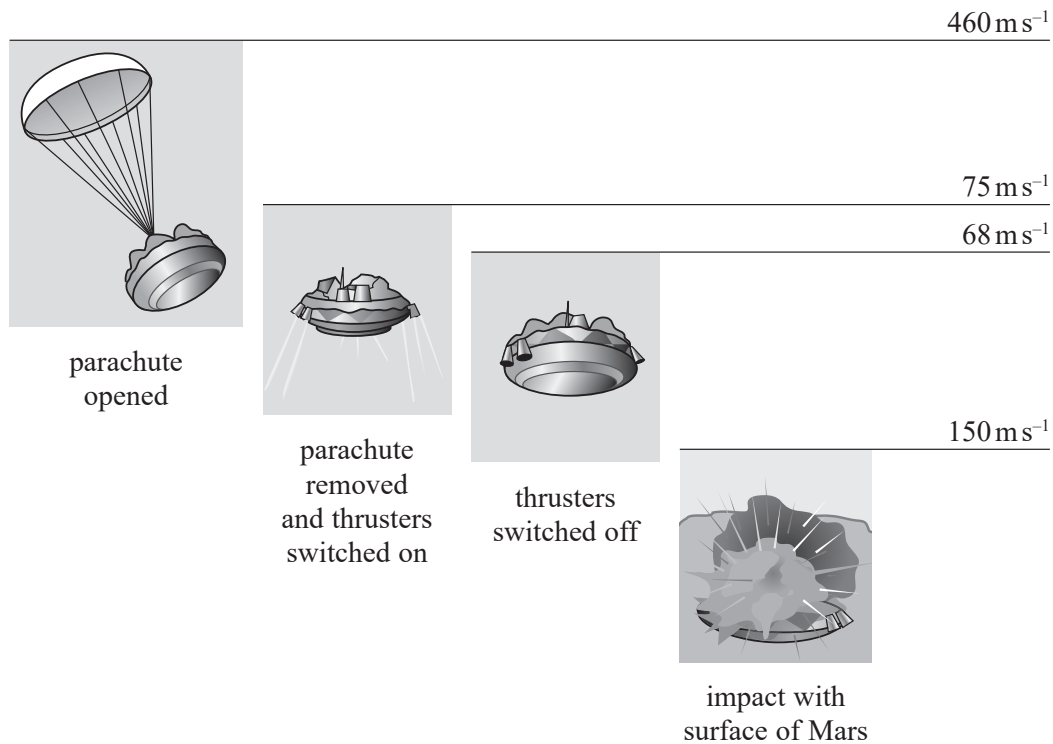 460 m s⁻¹
75 m s⁻¹
68 m s⁻¹
parachute
opened
150 m s⁻¹
parachute
removed
and thrusters
switched on
thrusters
switched off
impact with
surface of Mars